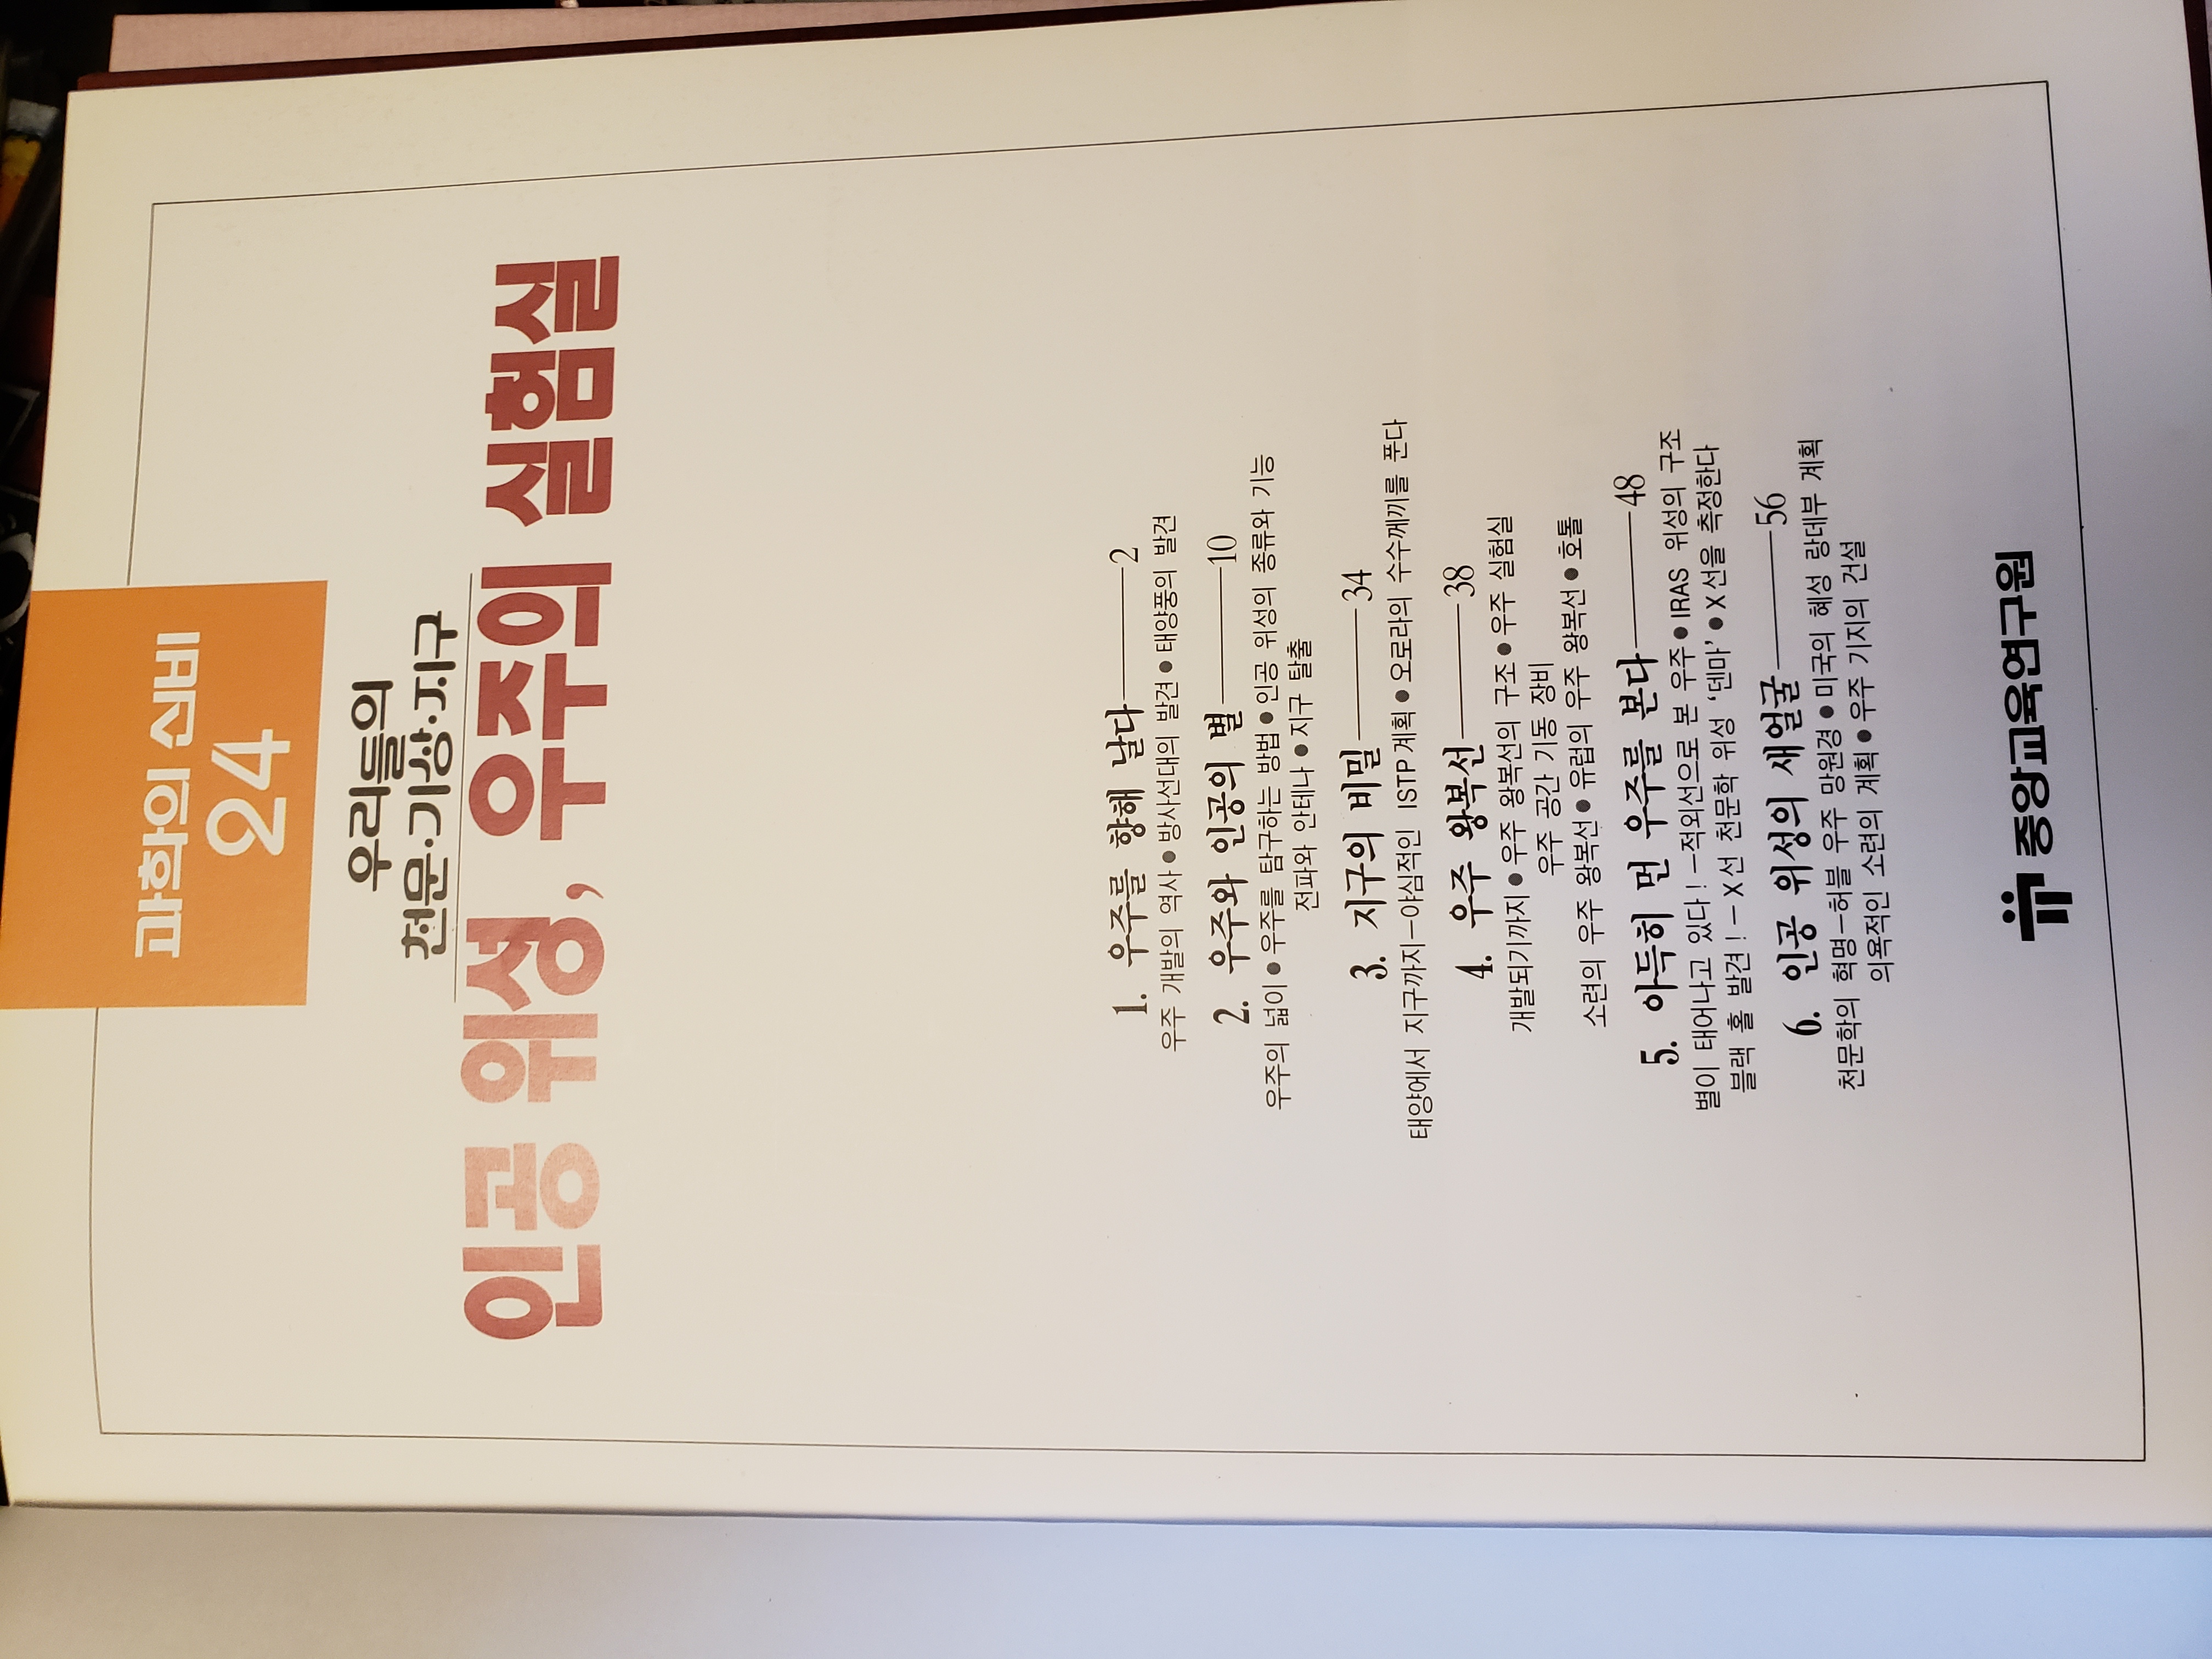 과학의 신비
24
우리들의
천문·기상·지구
인공 위성, 우주의 실험실
1. 우주를 향해 날다———2
우주 개발의 역사●방사선대의 발견●태양풍의 발견
2. 우주와 인공의 별———10
우주의 넓이●우주를 탐구하는 방법●인공 위성의 종류와 기능
전파와 안테나●지구 탈출
3. 지구의 비밀———34
태양에서 지구까지—야심적인 ISTP계획●오로라의 수수께끼를 푼다
4. 우주 왕복선———38
개발되기까지●우주 왕복선의 구조●우주 실험실
우주 공간 기동 장비
소련의 우주 왕복선●유럽의 우주 왕복선●호톨
5. 아득히 먼 우주를 본다———48
별이 태어나고 있다!—적외선으로 본 우주●IRAS 위성의 구조
블랙 홀 발견!—X선 천문학 위성 ‘덴마’●X선을 측정한다
6. 인공 위성의 새얼굴———56
천문학의 혁명—허블 우주 망원경●미국의 혜성 랑데부 계획
의욕적인 소련의 계획●우주 기지의 건설
중앙교육연구원